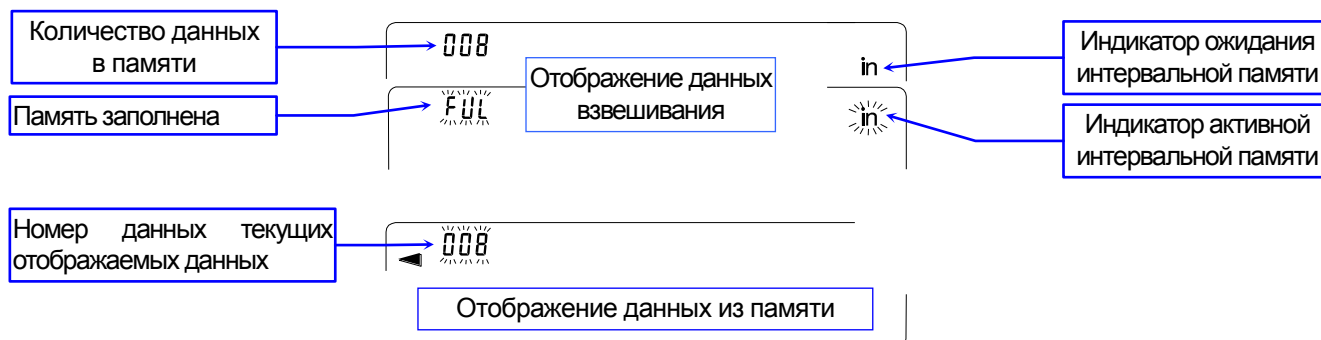 Количество данных
в памяти
008
Отображение данных
взвешивания
in
Индикатор ожидания
интервальной памяти
Память заполнена
FUL
in
Индикатор активной
интервальной памяти
Номер данных текущих
отображаемых данных
008
Отображение данных из памяти